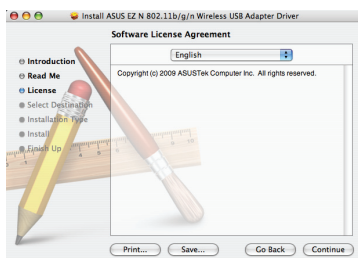 Install ASUS EZ N 802.11b/g/n Wireless USB Adapter Driver
Software License Agreement
English
Introduction
Read Me
License
Select Destination
Installation Type
Install
Finish Up
Copyright (c) 2009 ASUSTek Computer Inc. All rights reserved.
Print...
Save...
Go Back
Continue